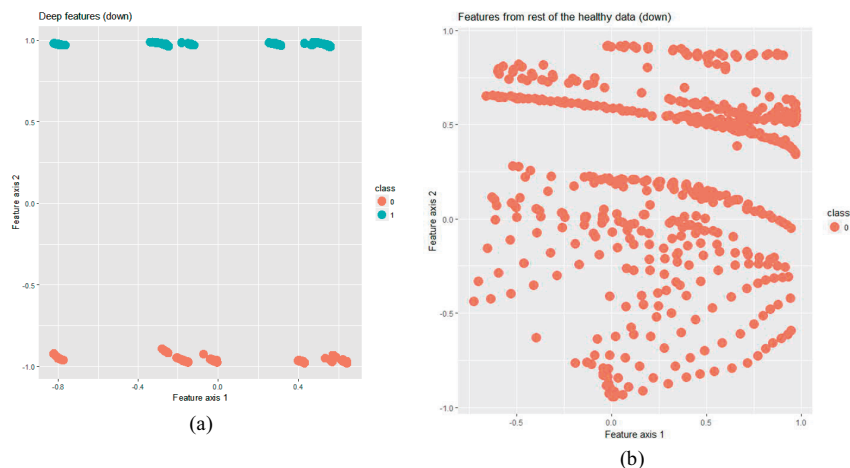 Deep features (down)
1.0
0.5
0.0
-0.5
-1.0
Feature axis 2
-0.8
-0.4
0.0
0.4
Feature axis 1
class
0
1
(a)
Features from rest of the healthy data (down)
1.0
0.5
0.0
-0.5
-1.0
Feature axis 2
-0.5
0.0
0.5
1.0
Feature axis 1
class
0
(b)